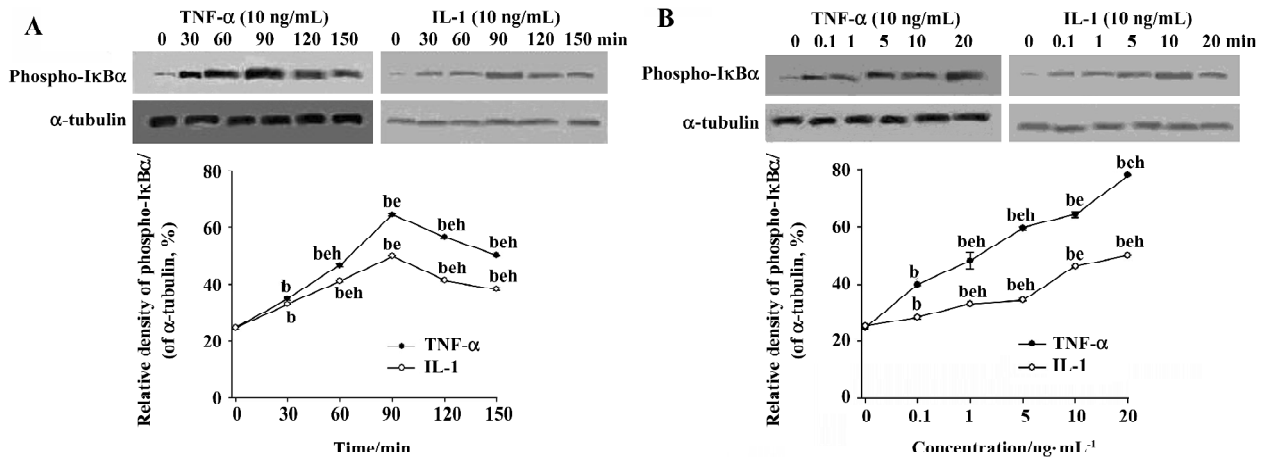 A
TNF-α (10 ng/mL) IL-1 (10 ng/mL)
0 30 60 90 120 150 0 30 60 90 120 150 min
Phospho-IκBα
α-tubulin
Relative density of phospho-IκBα/
(of α-tubulin, %)
80
60
40
20
0
b
beh
be
beh
beh
b
beh
be
beh
beh
TNF-α
IL-1
0 30 60 90 120 150
Time/min
B
TNF-α (10 ng/mL) IL-1 (10 ng/mL)
0 0.1 1 5 10 20 0 0.1 1 5 10 20 min
Phospho-IκBα
α-tubulin
Relative density of phospho-IκBα/
(of α-tubulin, %)
80
60
40
20
0
b
beh
beh
be
beh
b
beh
beh
be
beh
TNF-α
IL-1
0 0.1 1 5 10 20
Concentration/ng·mL⁻¹